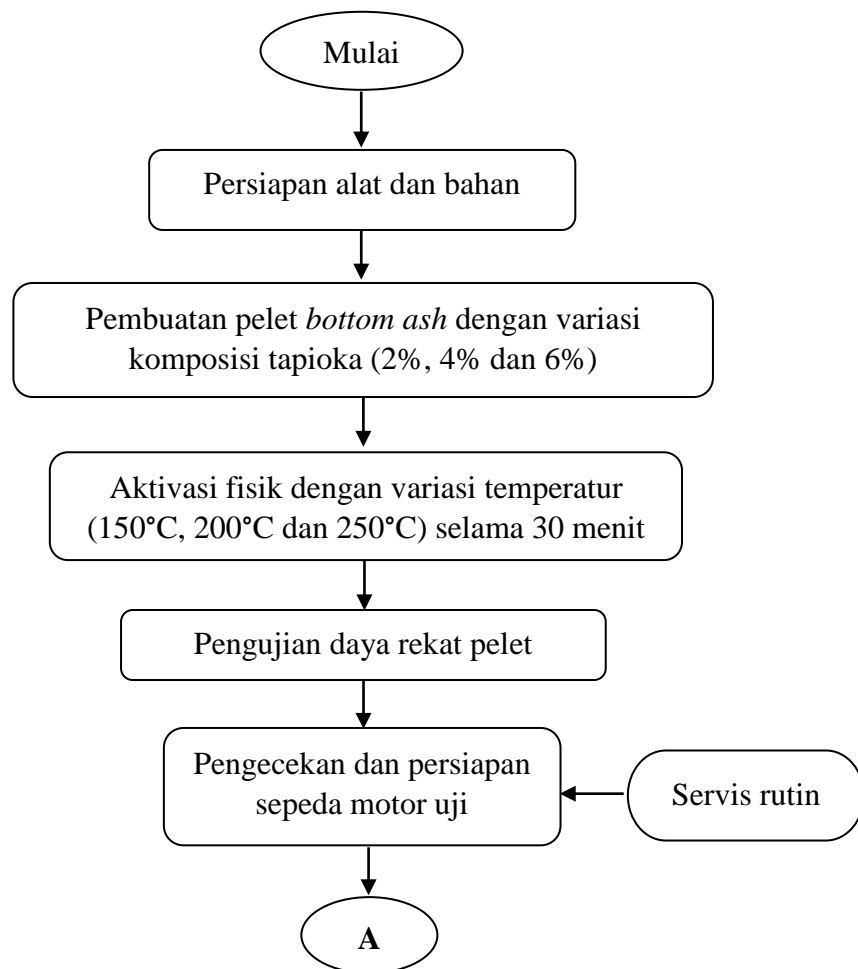 Mulai
Persiapan alat dan bahan
Pembuatan pelet bottom ash dengan variasi
komposisi tapioka (2%, 4% dan 6%)
Aktivasi fisik dengan variasi temperatur
(150°C, 200°C dan 250°C) selama 30 menit
Pengujian daya rekat pelet
Pengecekan dan persiapan
sepeda motor uji
Servis rutin
A